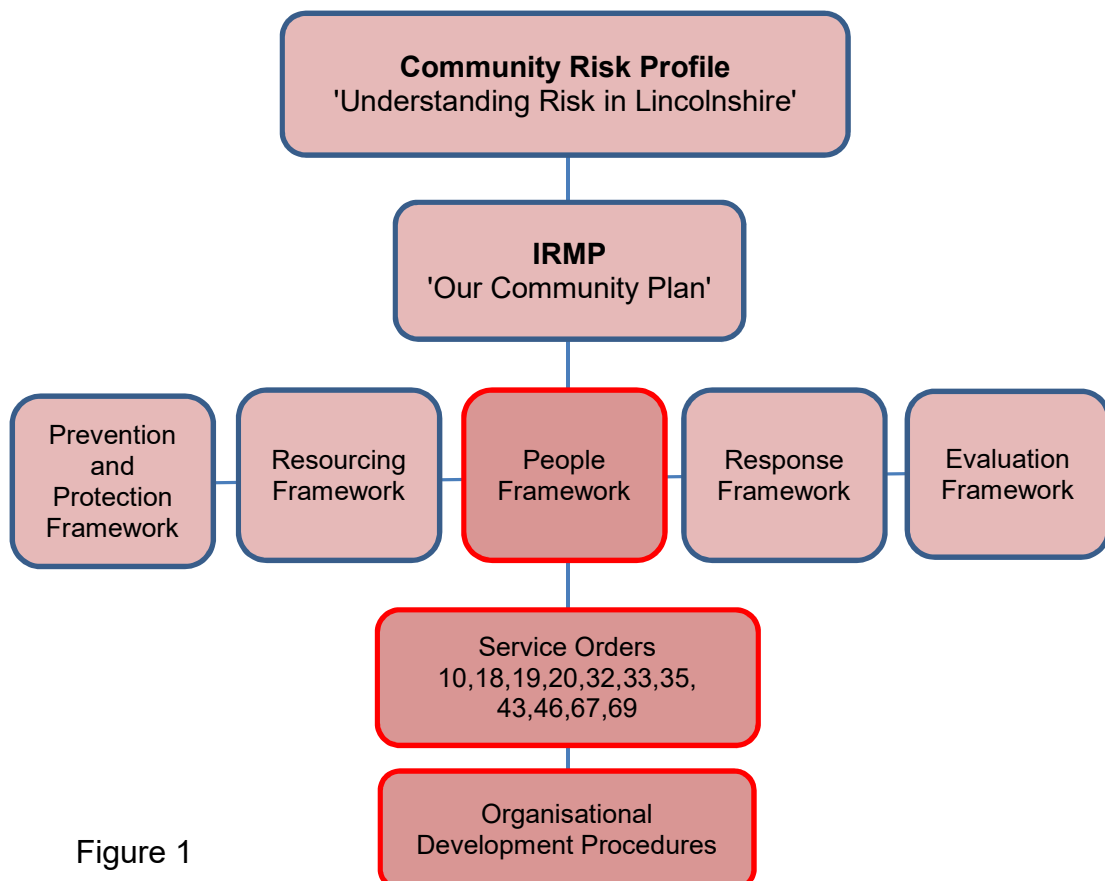 Community Risk Profile
'Understanding Risk in Lincolnshire'
IRMP
'Our Community Plan'
Prevention
and
Protection
Framework
Resourcing
Framework
People
Framework
Response
Framework
Evaluation
Framework
Service Orders
10,18,19,20,32,33,35,
43,46,67,69
Organisational
Development Procedures
Figure 1